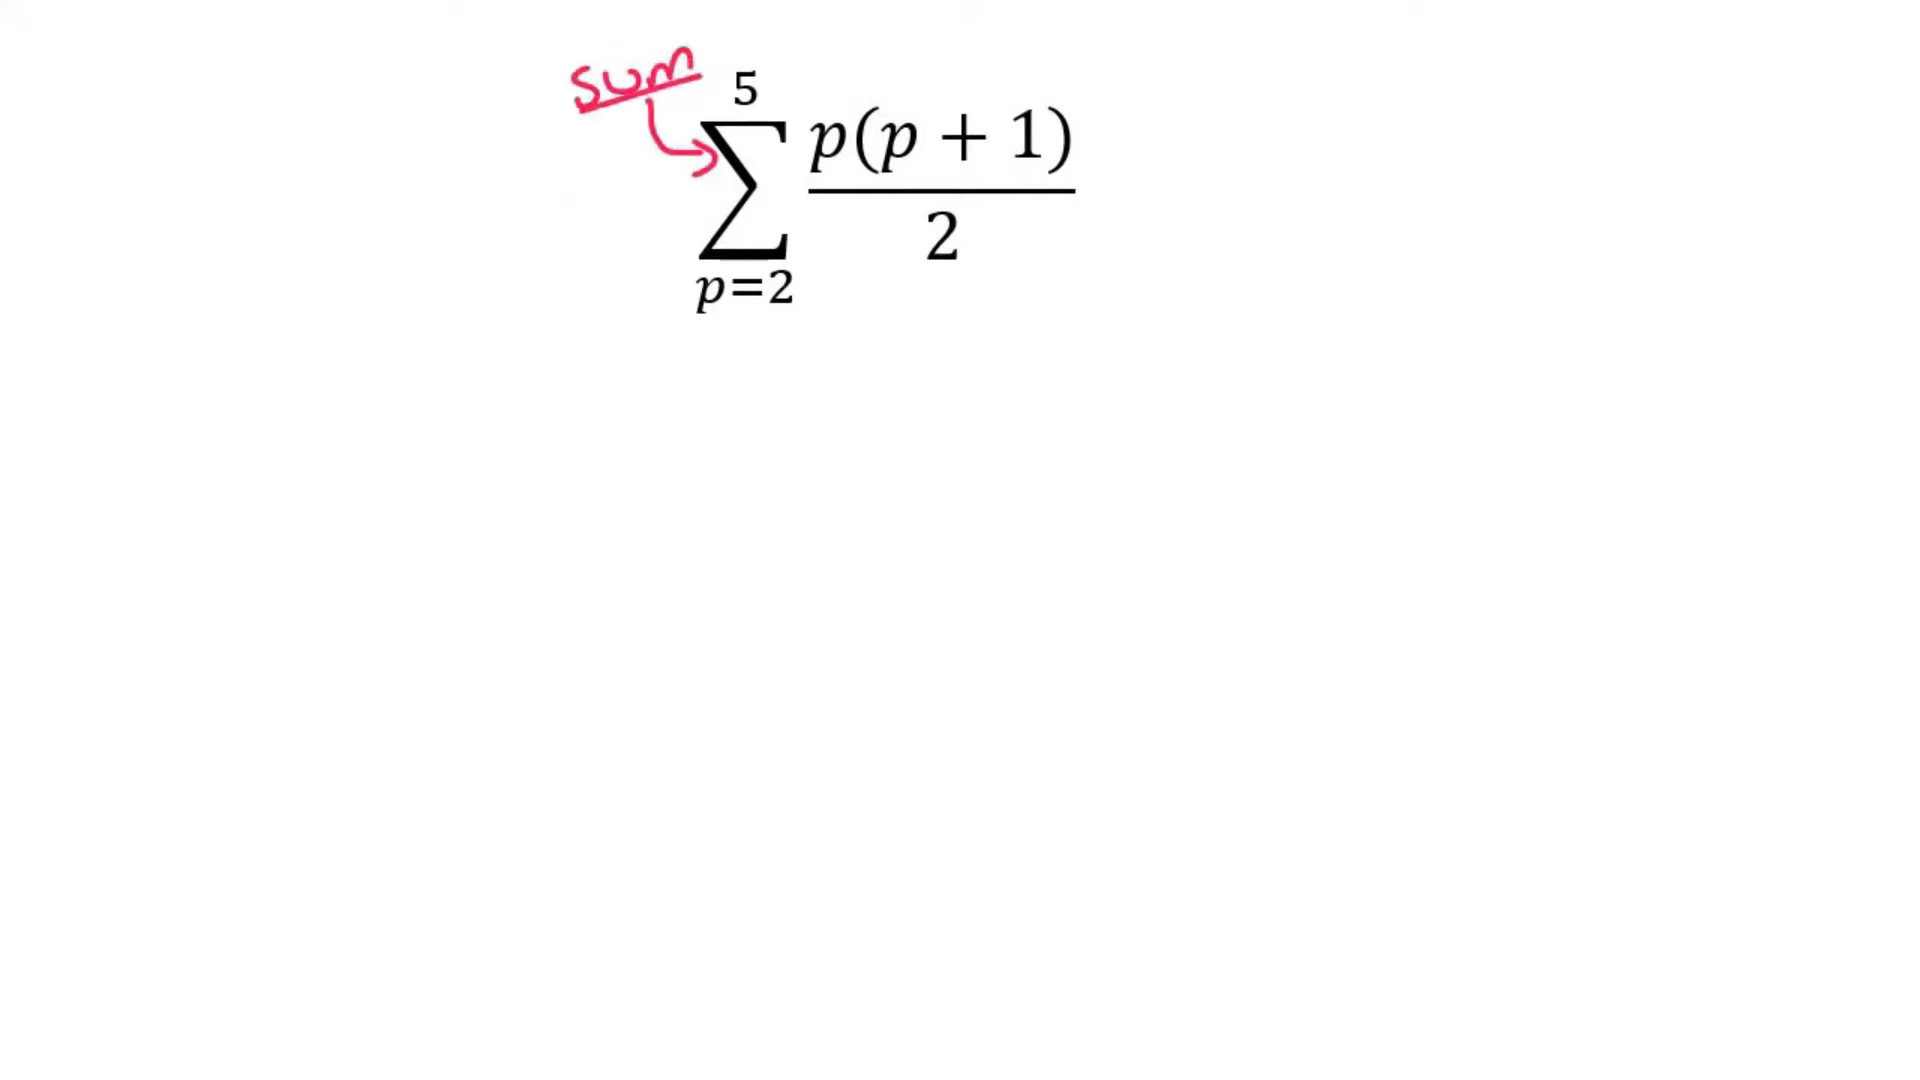 sum
5
∑ p(p + 1)
2
p=2